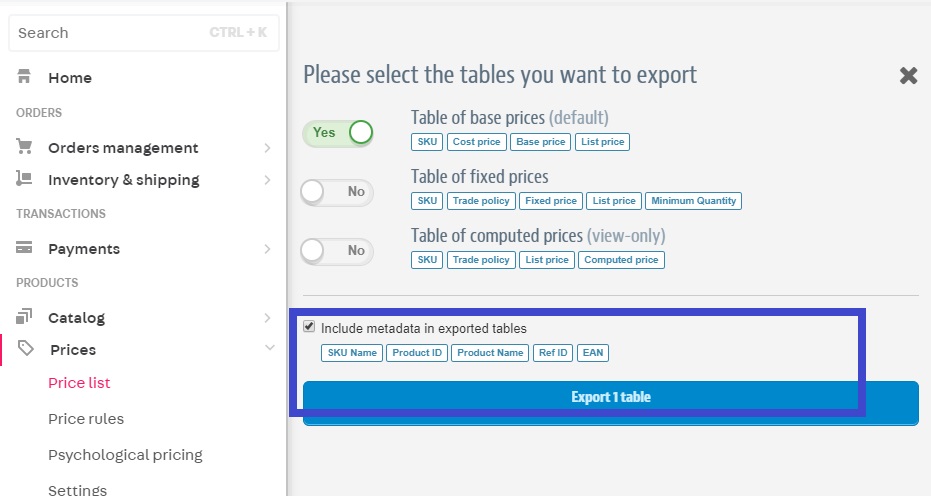 Search CTRL + K
Home
ORDERS
Orders management
Inventory & shipping
TRANSACTIONS
Payments
PRODUCTS
Catalog
Prices
Price list
Price rules
Psychological pricing
Settings
Please select the tables you want to export
Yes
Table of base prices (default)
SKU Cost price Base price List price
No
Table of fixed prices
SKU Trade policy Fixed price List price Minimum Quantity
No
Table of computed prices (view-only)
SKU Trade policy List price Computed price
Include metadata in exported tables
SKU Name Product ID Product Name Ref ID EAN
Export 1 table